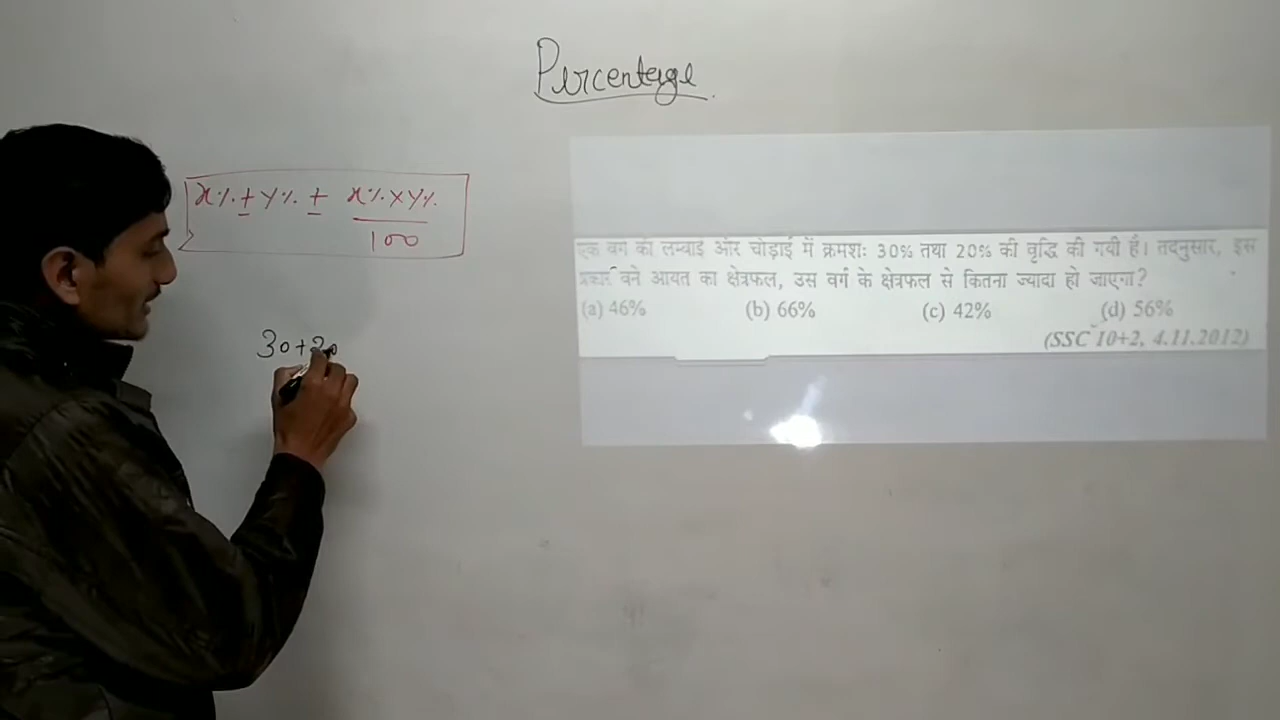 Percentage
x% ± y% ± x% × y%
100
30+20
एक वर्ग की लम्बाई और चोड़ाई में क्रमशः 30% तथा 20% की वृद्धि की गयी है। तदनुसार, इस
प्रकार बने आयत का क्षेत्रफल, उस वर्ग के क्षेत्रफल से कितना ज्यादा हो जाएगा?
(a) 46% (b) 66% (c) 42% (d) 56%
(SSC 10+2, 4.11.2012)